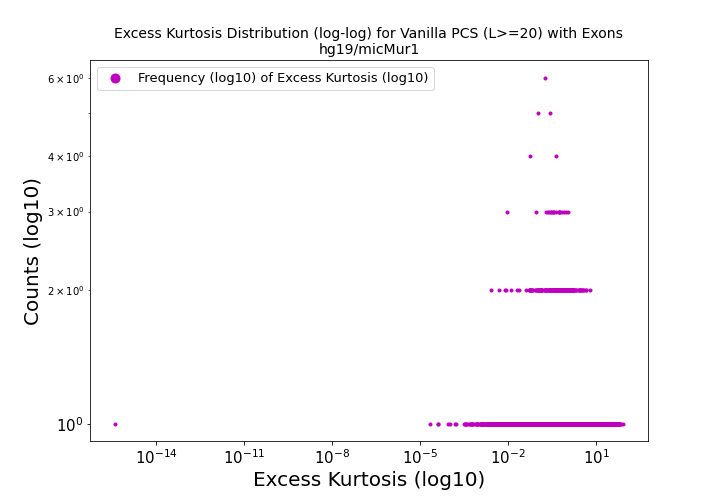 Excess Kurtosis Distribution (log-log) for Vanilla PCS (L>=20) with Exons
hg19/micMur1
Frequency (log10) of Excess Kurtosis (log10)
6 × 10⁰
4 × 10⁰
3 × 10⁰
2 × 10⁰
10⁰
Counts (log10)
10⁻¹⁴ 10⁻¹¹ 10⁻⁸ 10⁻⁵ 10⁻² 10¹
Excess Kurtosis (log10)